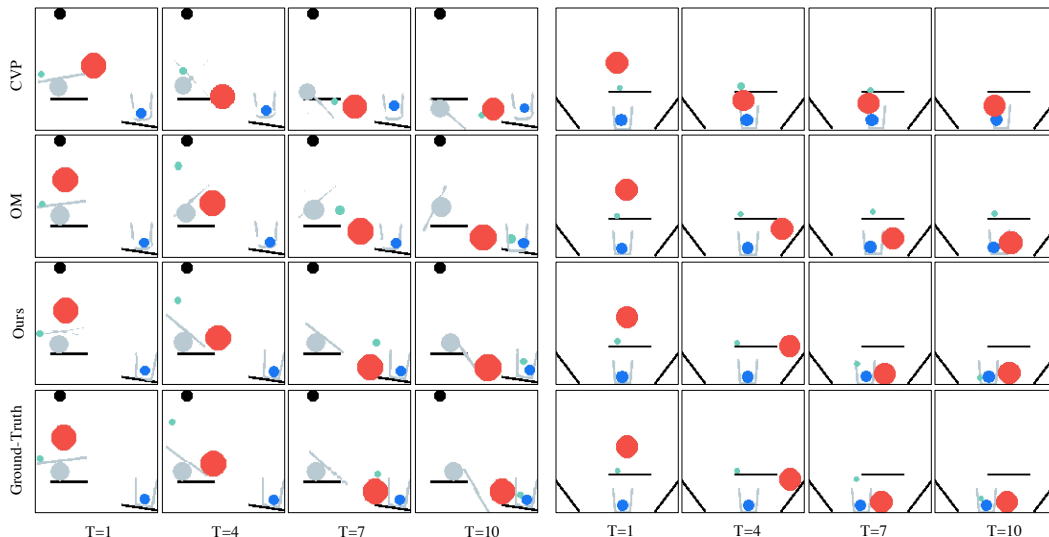 CVP
OM
Ours
Ground-Truth
T=1 T=4 T=7 T=10 T=1 T=4 T=7 T=10